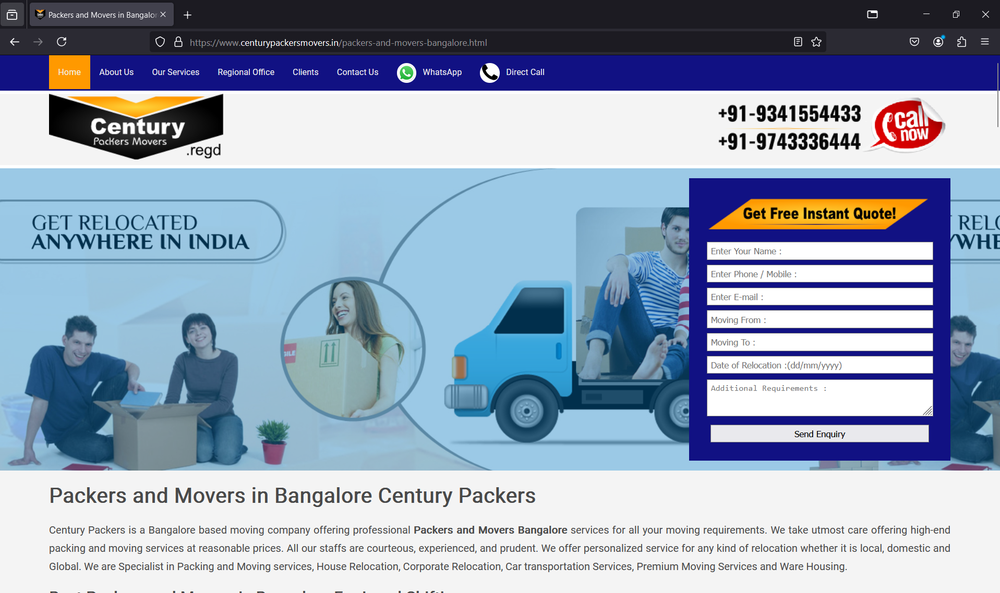 Packers and Movers in Bangalor
https://www.centurypackersmovers.in/packers-and-movers-bangalore.html
Home About Us Our Services Regional Office Clients Contact Us WhatsApp Direct Call
Century
Packers Movers
.regd
+91-9341554433
+91-9743336444
call
now
GET RELOCATED
ANYWHERE IN INDIA
GILE
Get Free Instant Quote!
Enter Your Name :
Enter Phone / Mobile :
Enter E-mail :
Moving From :
Moving To :
Date of Relocation :(dd/mm/yyyy)
Additional Requirements :
Send Enquiry
RELO
YWHE
Packers and Movers in Bangalore Century Packers
Century Packers is a Bangalore based moving company offering professional Packers and Movers Bangalore services for all your moving requirements. We take utmost care offering high-end
packing and moving services at reasonable prices. All our staffs are courteous, experienced, and prudent. We offer personalized service for any kind of relocation whether it is local, domestic and
Global. We are Specialist in Packing and Moving services, House Relocation, Corporate Relocation, Car transportation Services, Premium Moving Services and Ware Housing.